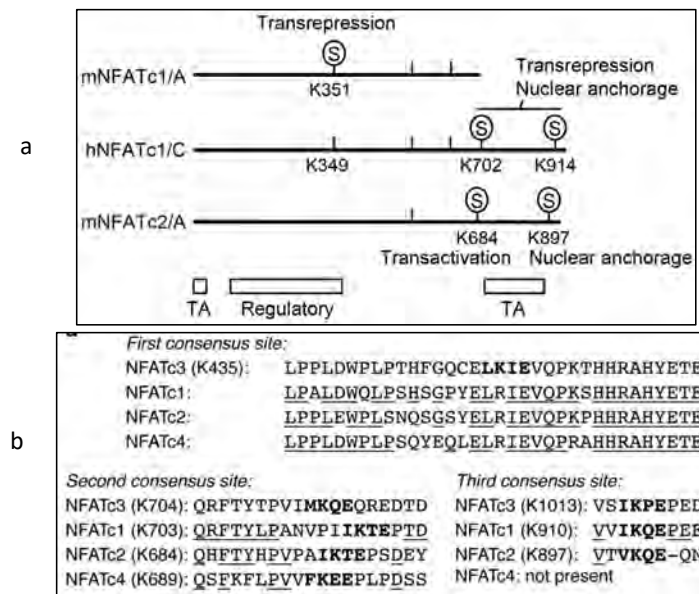 Transrepression
S
mNFATc1/A
K351
Transrepression
Nuclear anchorage
S S
a
hNFATc1/C
K349 K702 K914
S S
mNFATc2/A
K684 K897
Transactivation Nuclear anchorage
TA Regulatory TA
First consensus site:
NFATc3 (K435): LPPLDWPLPTHFGQCELKIEVQPKTHHRAHYETE
NFATc1: LPALDWQLPSHSGPYELRIEVQPKSHHRAHYETE
NFATc2: LPPLEWPLSNQSGSYELRIEVQPKPHHRAHYETE
NFATc4: LPPLDWPLPSQYEQLELRIEVQPRAHHRAHYETE
b
Second consensus site: Third consensus site:
NFATc3 (K704): QRFTYTPVIMKQEQREDTD NFATc3 (K1013): VSIKPEPED
NFATc1 (K703): QRFTYLPANVPIIKTEPTD NFATc1 (K910): VVIKQEPEE
NFATc2 (K684): QHFTYHPVPAIKTEPSDEY NFATc2 (K897): VTVKQE-QN
NFATc4 (K689): QSFKFLPVVFKEEPLPDSS NFATc4: not present